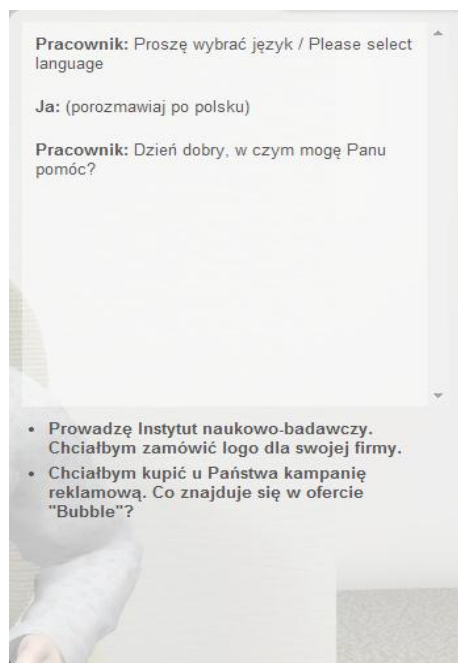 Pracownik: Proszę wybrać język / Please select
language
Ja: (porozmawiaj po polsku)
Pracownik: Dzień dobry, w czym mogę Panu
pomóc?
• Prowadzę Instytut naukowo-badawczy.
Chciałbym zamówić logo dla swojej firmy.
• Chciałbym kupić u Państwa kampanię
reklamową. Co znajduje się w ofercie
"Bubble"?